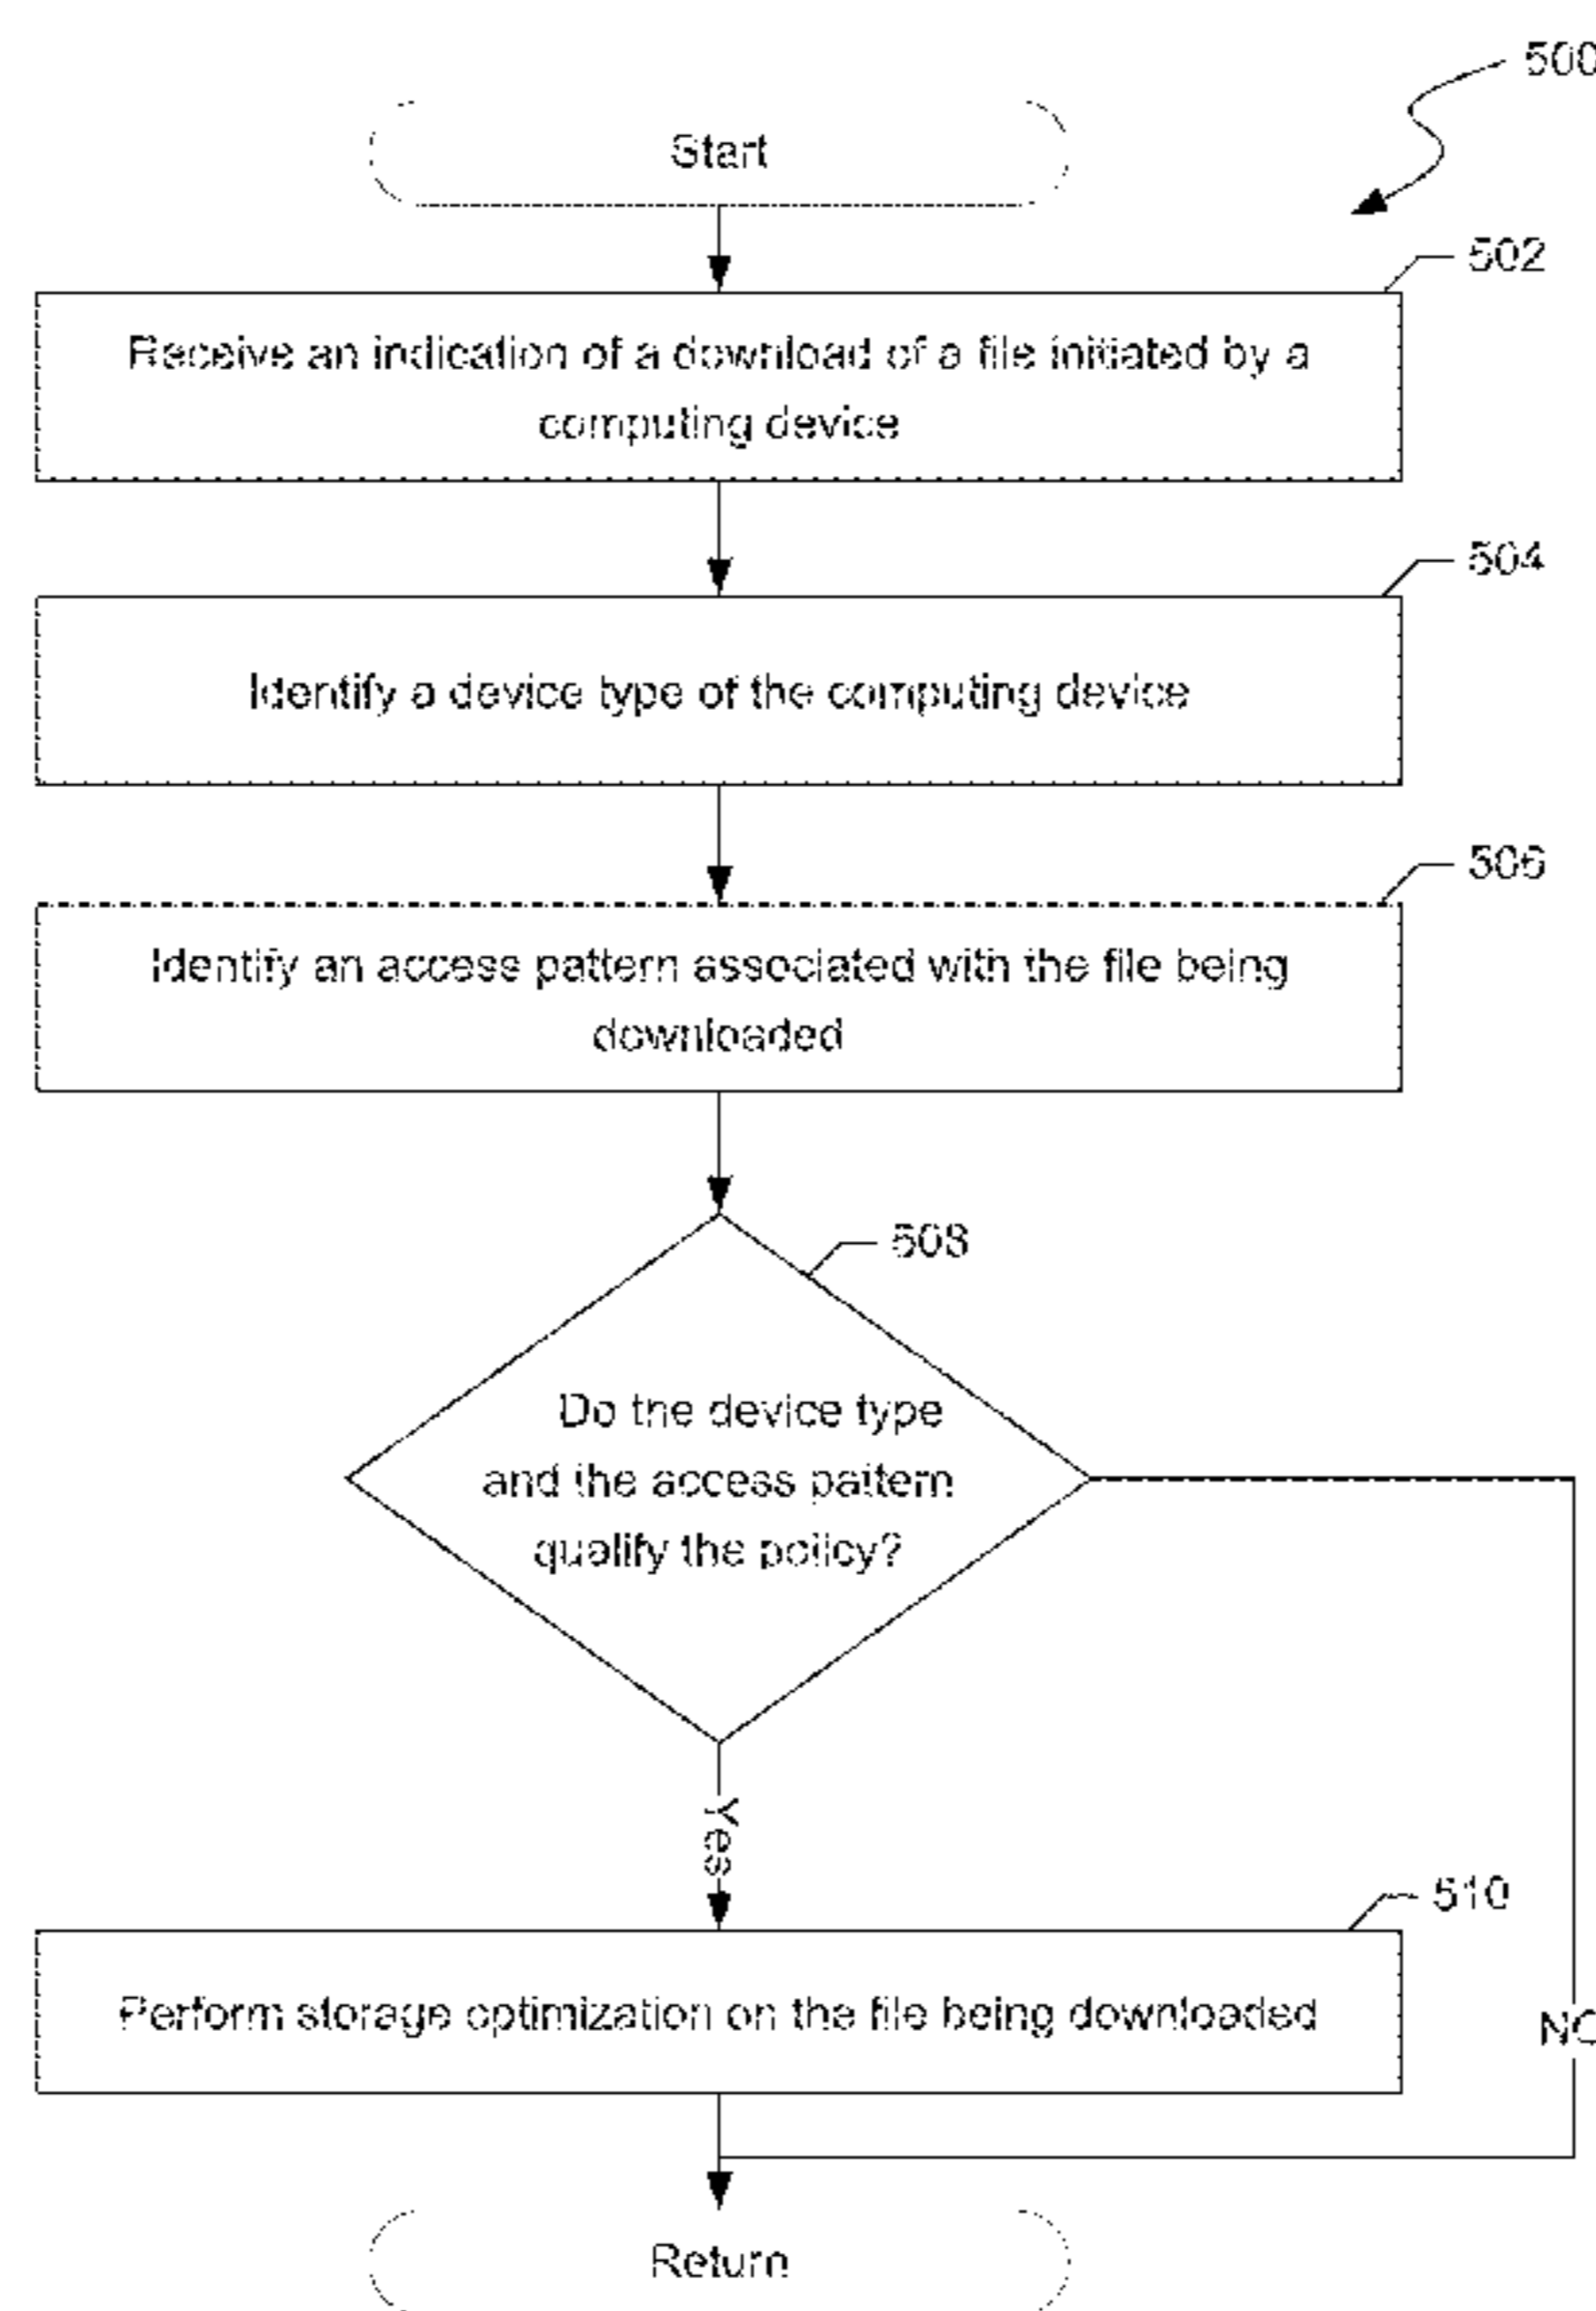 500
Start
502
Receive an indication of a download of a file initiated by a
computing device
504
Identify a device type of the computing device
506
Identify an access pattern associated with the file being
downloaded
508
Do the device type
and the access pattern
qualify the policy?
Yes
510
Perform storage optimization on the file being downloaded
NO
Return